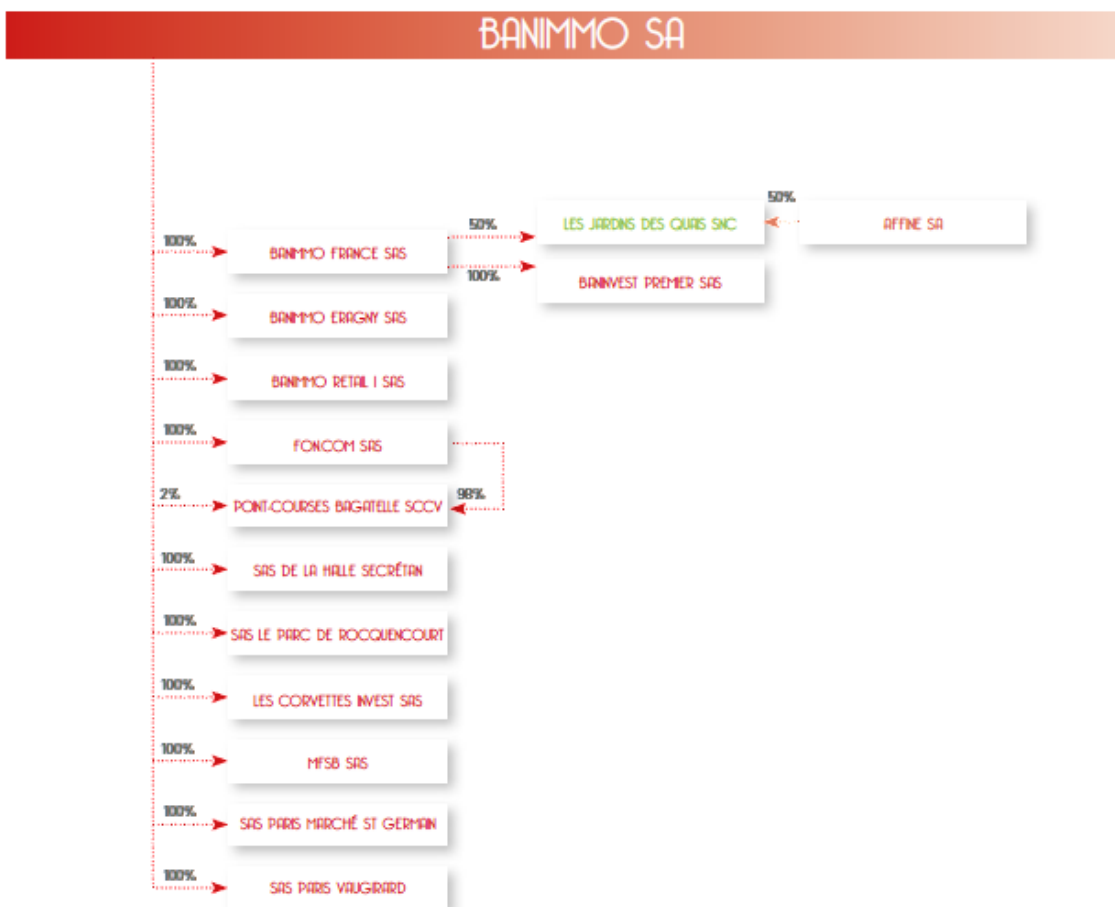 BANIMMO SA
50%
50%
LES JARDINS DES QUAIS SNC
AFFINE SA
100%
BANIMMO FRANCE SAS
100%
BANINVEST PREMIER SAS
100%
BANIMMO ERAGNY SAS
100%
BANIMMO RETAIL I SAS
100%
FONCOM SAS
2%
98%
POINT-COURSES BAGATELLE SCCV
100%
SAS DE LA HALLE SECRÉTAN
100%
SAS LE PARC DE ROCQUENCOURT
100%
LES CORVETTES INVEST SAS
100%
MFSB SAS
100%
SAS PARIS MARCHÉ ST GERMAIN
100%
SAS PARIS VAUGIRARD